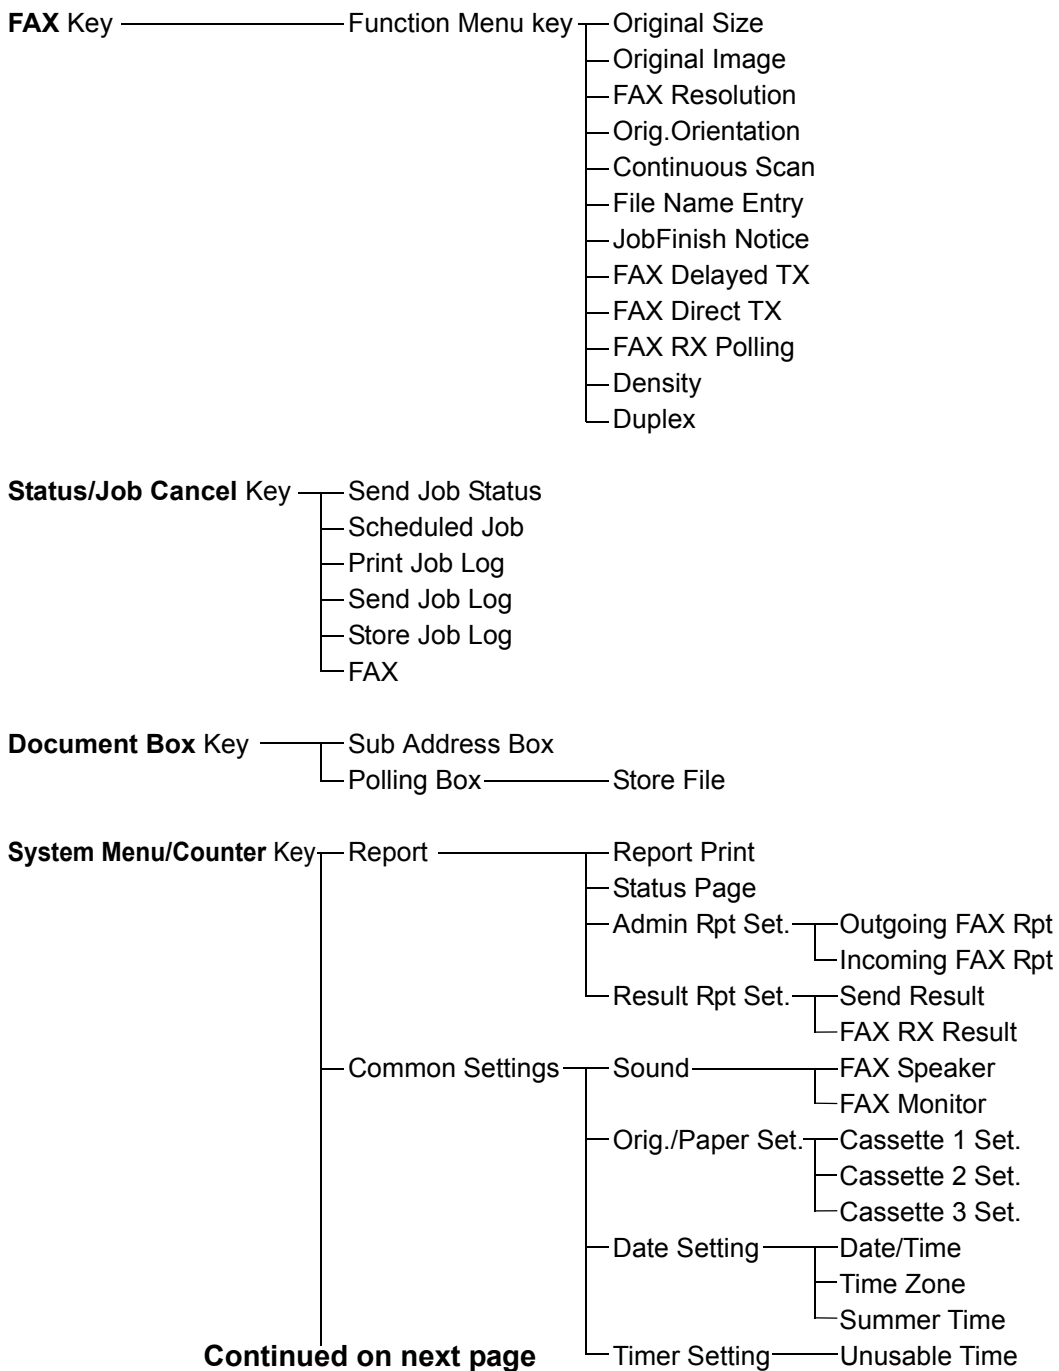 FAX Key Function Menu key Original Size
Original Image
FAX Resolution
Orig.Orientation
Continuous Scan
File Name Entry
JobFinish Notice
FAX Delayed TX
FAX Direct TX
FAX RX Polling
Density
Duplex
Status/Job Cancel Key Send Job Status
Scheduled Job
Print Job Log
Send Job Log
Store Job Log
FAX
Document Box Key Sub Address Box
Polling Box Store File
System Menu/Counter Key Report Report Print
Status Page
Admin Rpt Set. Outgoing FAX Rpt
Incoming FAX Rpt
Result Rpt Set. Send Result
FAX RX Result
Common Settings Sound FAX Speaker
FAX Monitor
Orig./Paper Set. Cassette 1 Set.
Cassette 2 Set.
Cassette 3 Set.
Date Setting Date/Time
Time Zone
Summer Time
Continued on next page Timer Setting Unusable Time